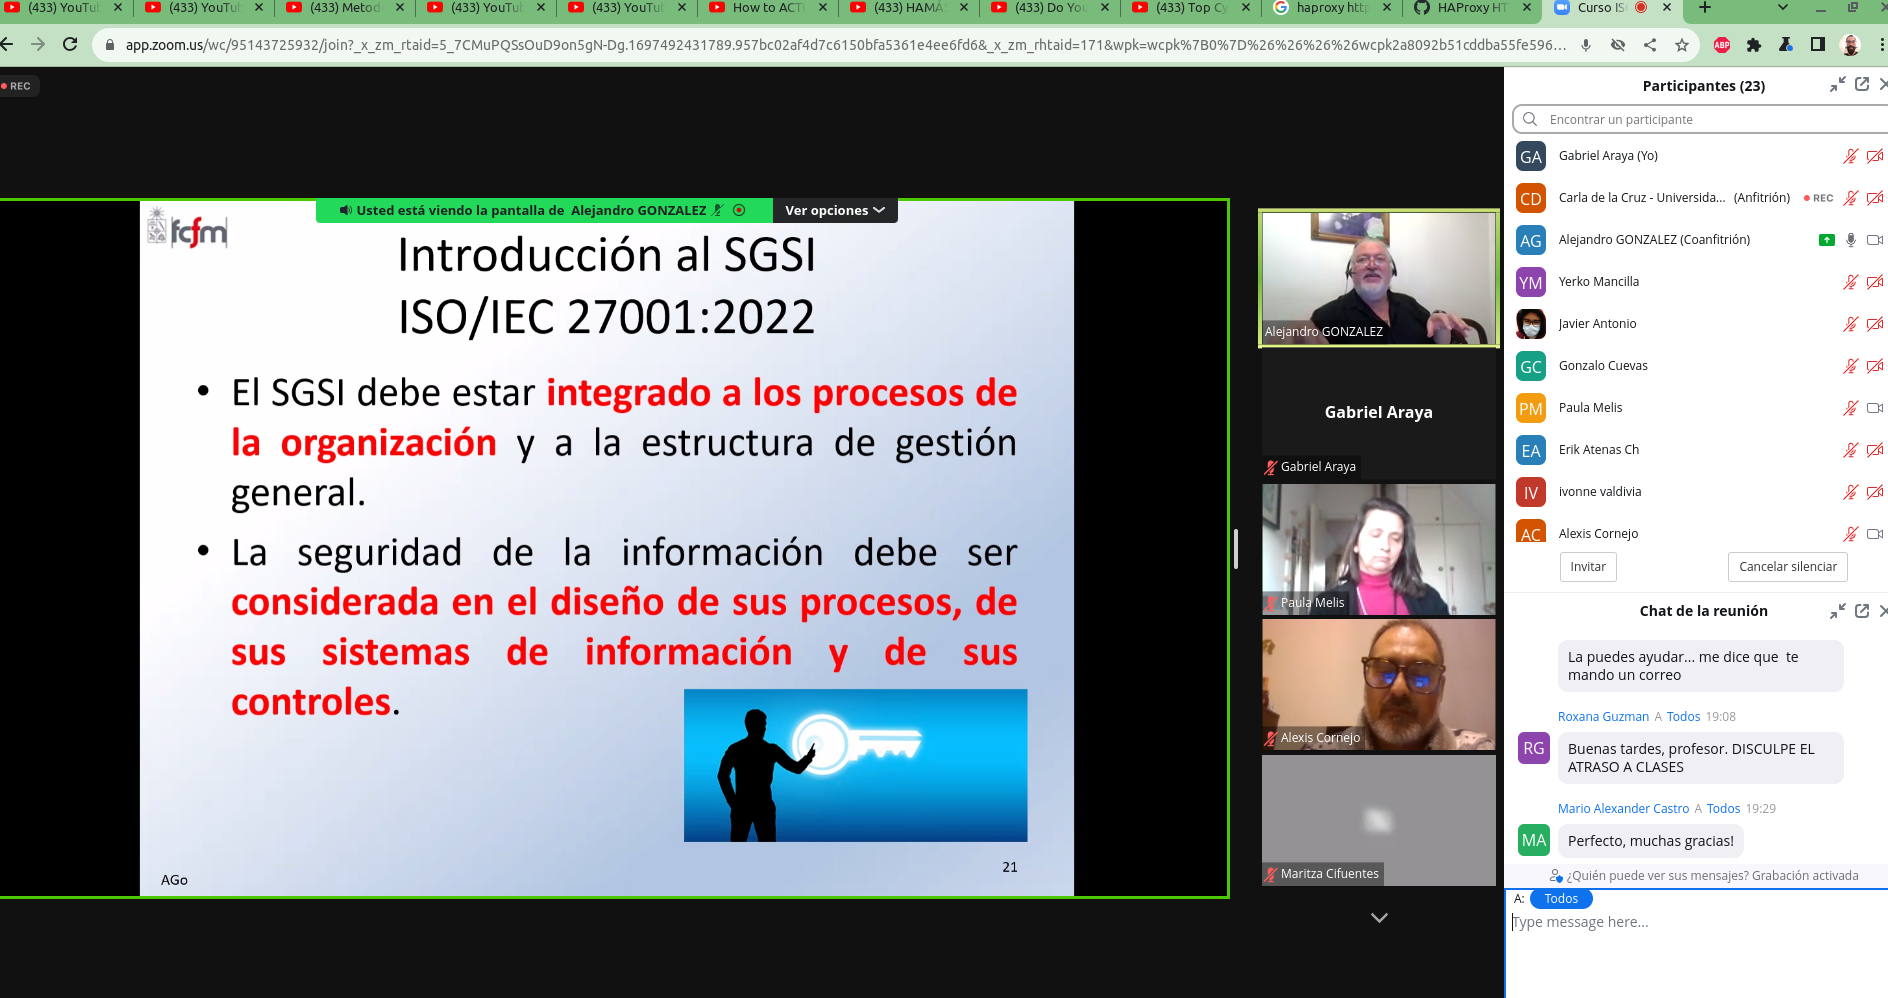 (433) YouTu
(433) YouTu
(433) Metod
(433) YouTu
(433) YouTu
How to ACT
(433) HAMÁ
(433) Do You
(433) Top Cy
haproxy http
HAProxy HT
Curso IS
app.zoom.us/wc/95143725932/join?_x_zm_rtaid=5_7CMuPQSsOuD9on5gN-Dg.1697492431789.957bc02af4d7c6150bfa5361e4ee6fd6&_x_zm_rhtaid=171&wpk=wcpk%7B0%7D%26%26%26%26wcpk2a8092b51cddba55fe596...
ABP
REC
Usted está viendo la pantalla de Alejandro GONZALEZ
Ver opciones
fcfm
Introducción al SGSI
ISO/IEC 27001:2022
• El SGSI debe estar integrado a los procesos de
la organización y a la estructura de gestión
general.
• La seguridad de la información debe ser
considerada en el diseño de sus procesos, de
sus sistemas de información y de sus
controles.
AGo
21
Alejandro GONZALEZ
Gabriel Araya
Gabriel Araya
Paula Melis
Alexis Cornejo
Maritza Cifuentes
Participantes (23)
Encontrar un participante
GA Gabriel Araya (Yo)
CD Carla de la Cruz - Universida... (Anfitrión) REC
AG Alejandro GONZALEZ (Coanfitrión)
YM Yerko Mancilla
Javier Antonio
GC Gonzalo Cuevas
PM Paula Melis
EA Erik Atenas Ch
IV ivonne valdivia
AC Alexis Cornejo
Invitar
Cancelar silenciar
Chat de la reunión
La puedes ayudar... me dice que te
mando un correo
Roxana Guzman A Todos 19:08
RG
Buenas tardes, profesor. DISCULPE EL
ATRASO A CLASES
Mario Alexander Castro A Todos 19:29
MA
Perfecto, muchas gracias!
¿Quién puede ver sus mensajes? Grabación activada
A: Todos
Type message here...